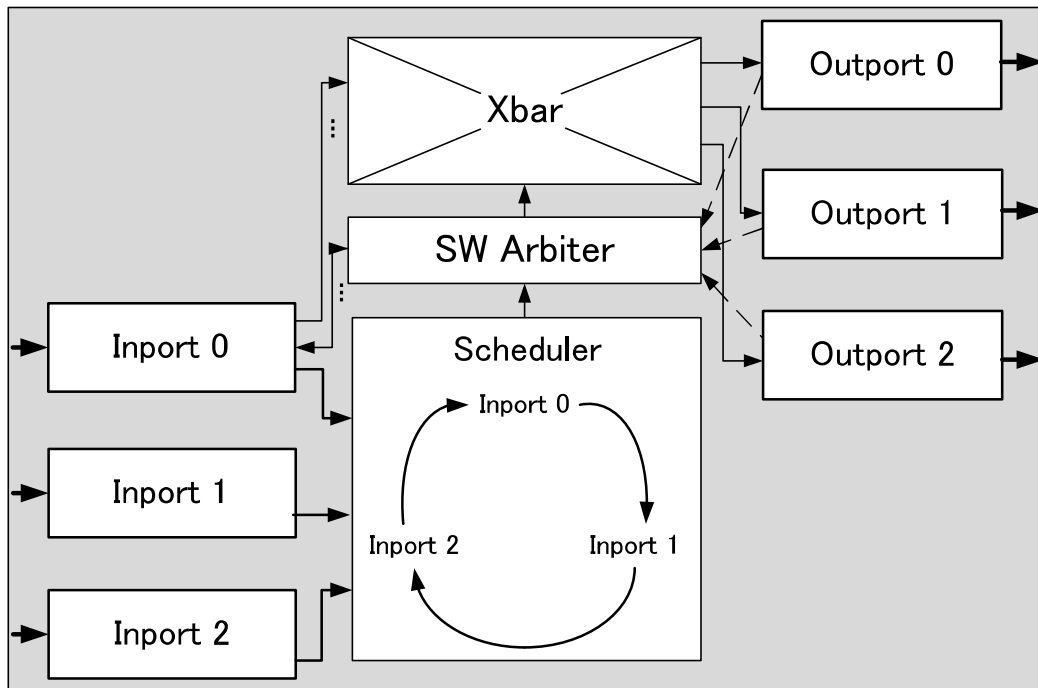 Xbar
Outport 0
Outport 1
SW Arbiter
...
...
Inport 0
Outport 2
Scheduler
Inport 0
Inport 1
Inport 2
Inport 1
Inport 2